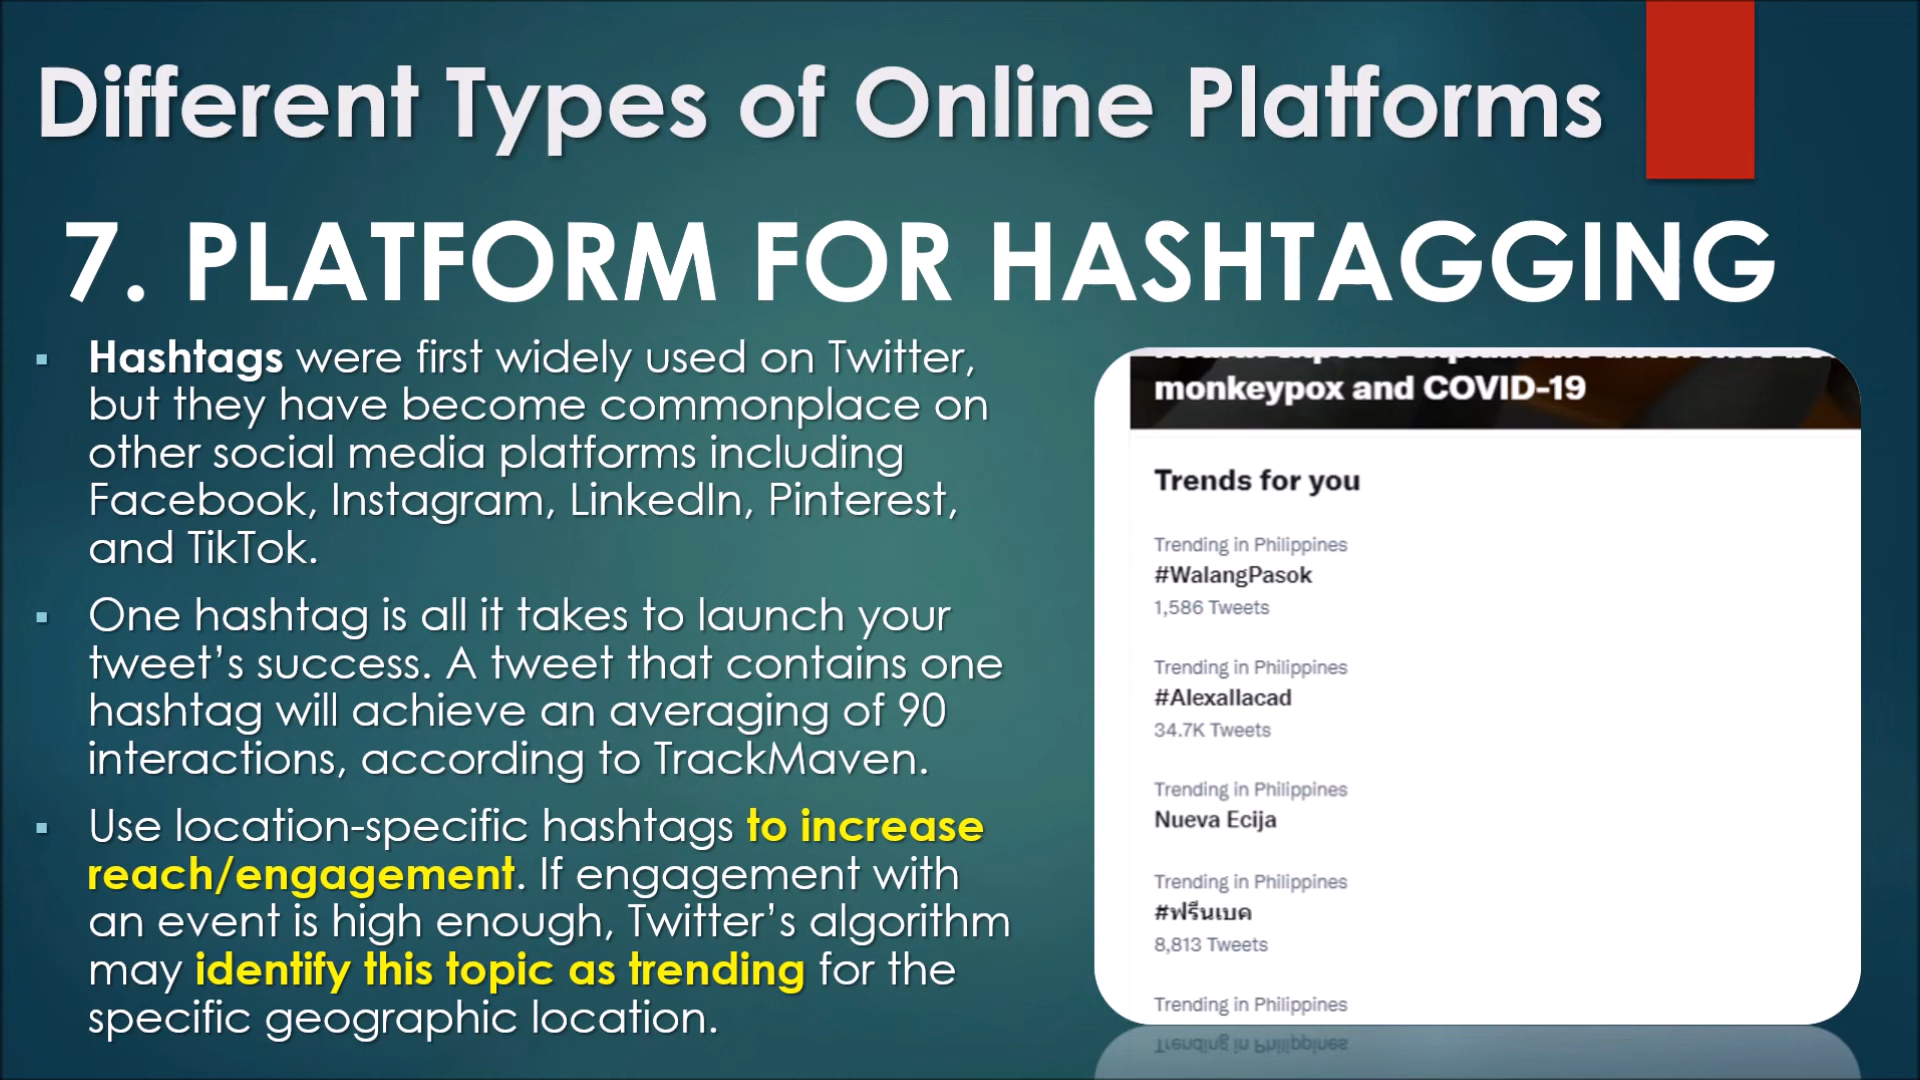 Different Types of Online Platforms
7. PLATFORM FOR HASHTAGGING
Hashtags were first widely used on Twitter,
but they have become commonplace on
other social media platforms including
Facebook, Instagram, LinkedIn, Pinterest,
and TikTok.
One hashtag is all it takes to launch your
tweet’s success. A tweet that contains one
hashtag will achieve an averaging of 90
interactions, according to TrackMaven.
Use location-specific hashtags to increase
reach/engagement. If engagement with
an event is high enough, Twitter’s algorithm
may identify this topic as trending for the
specific geographic location.
monkeypox and COVID-19
Trends for you
Trending in Philippines
#WalangPasok
1,586 Tweets
Trending in Philippines
#Alexallacad
34.7K Tweets
Trending in Philippines
Nueva Ecija
Trending in Philippines
#ฟรีนเบค
8,813 Tweets
Trending in Philippines